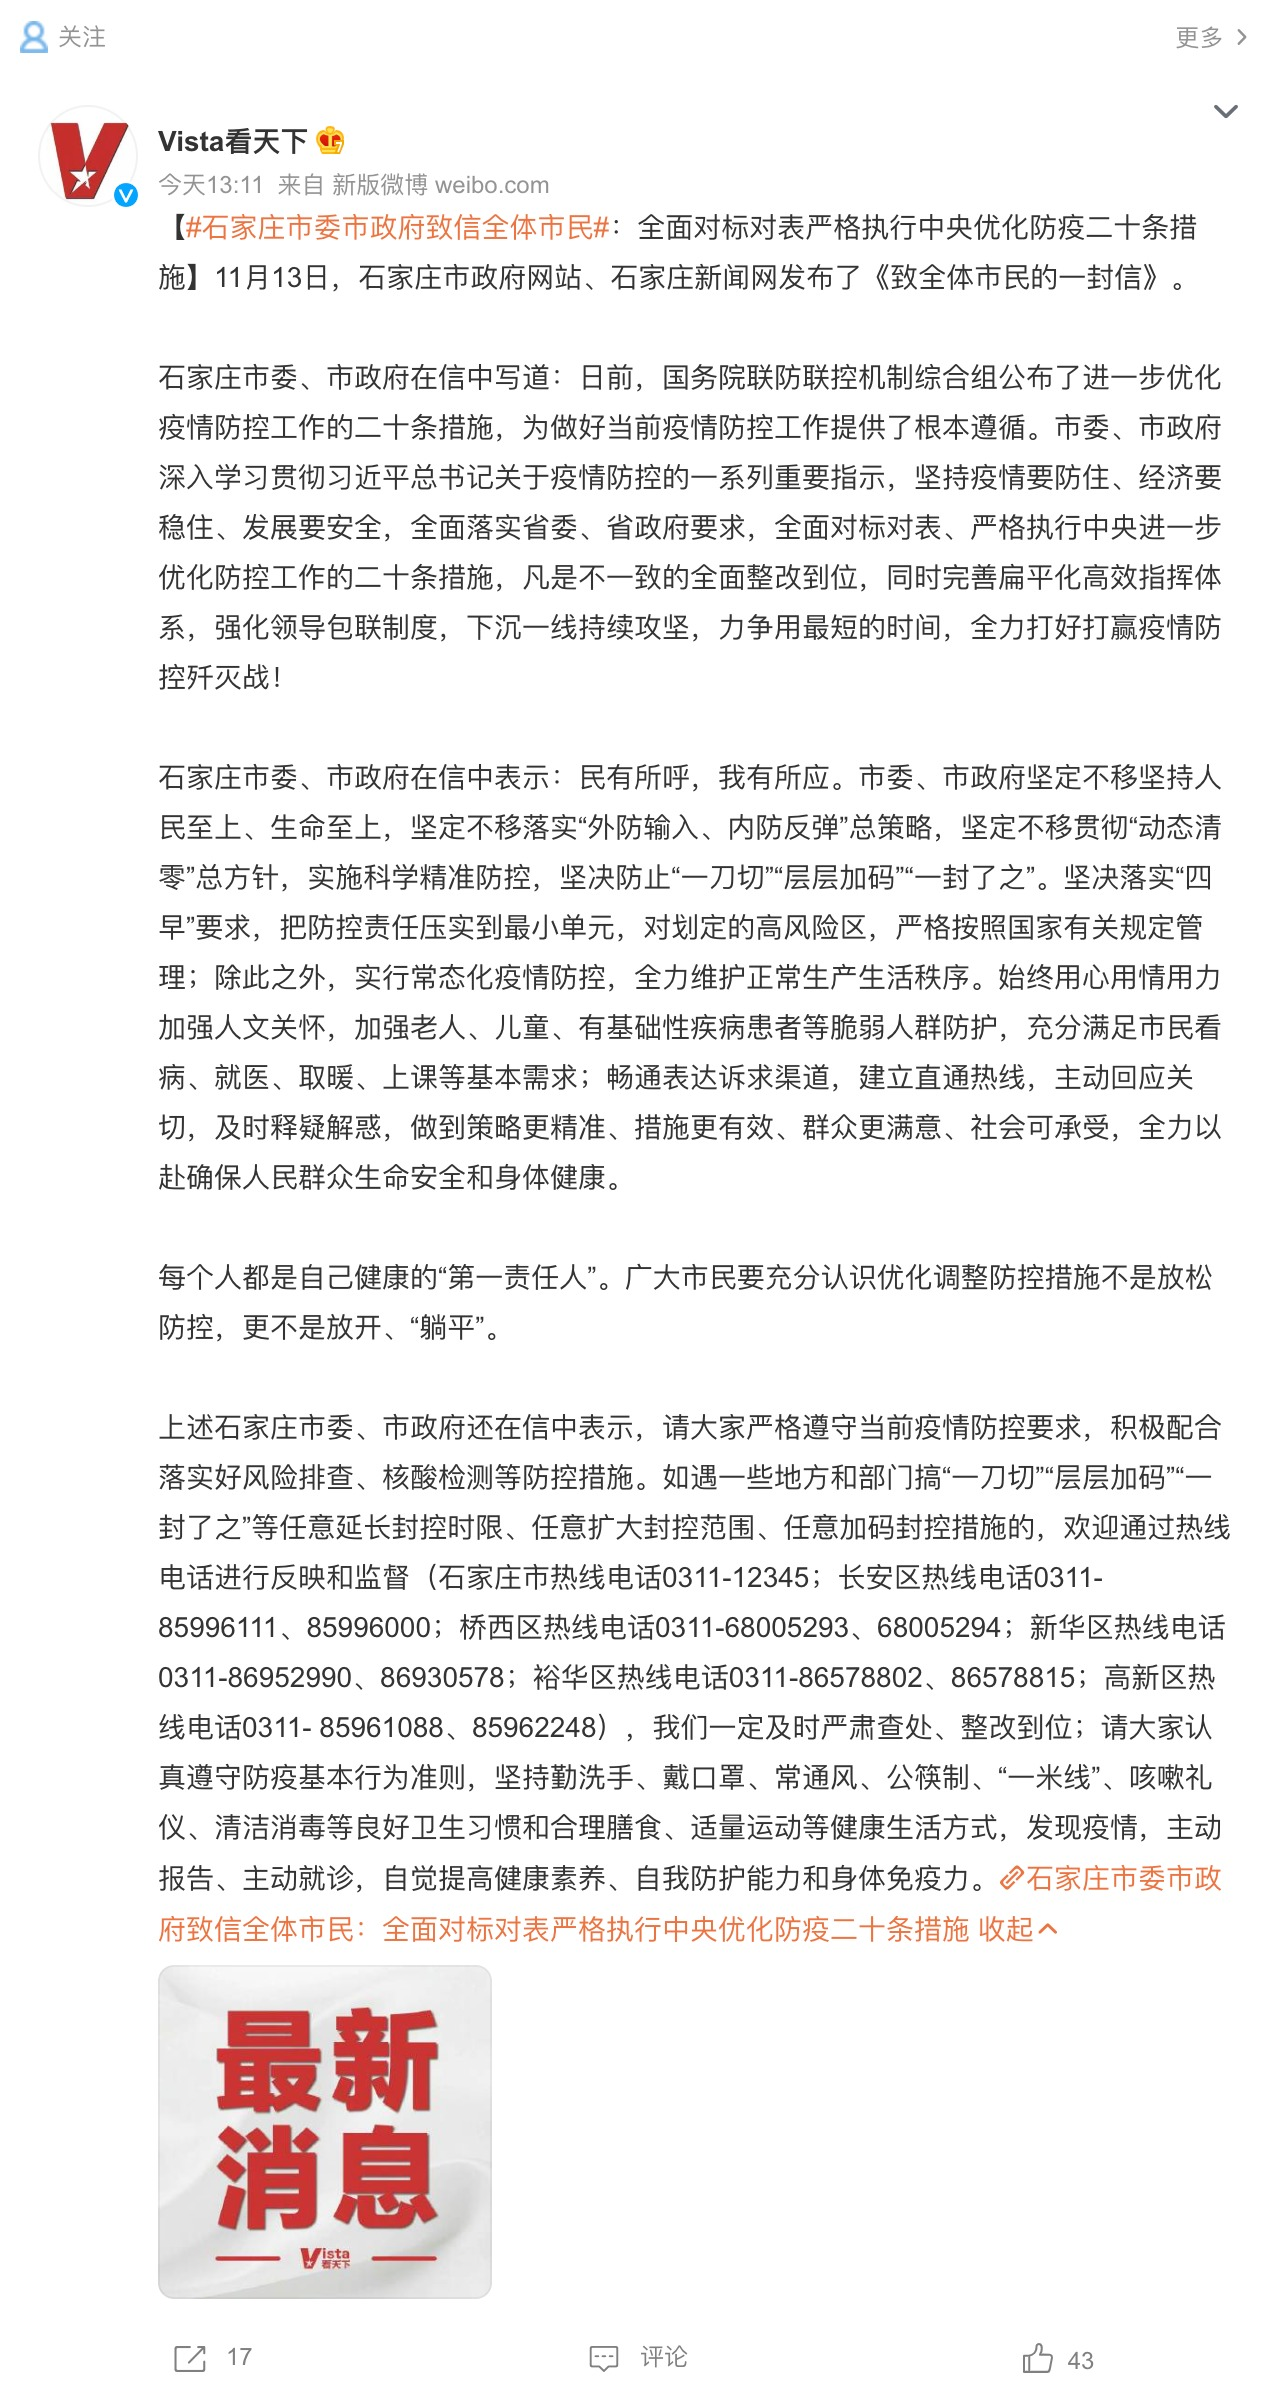 关注
更多
Vista看天下
今天13:11 来自 新版微博 weibo.com
【#石家庄市委市政府致信全体市民#：全面对标对表严格执行中央优化防疫二十条措
施】11月13日，石家庄市政府网站、石家庄新闻网发布了《致全体市民的一封信》。
石家庄市委、市政府在信中写道：日前，国务院联防联控机制综合组公布了进一步优化
疫情防控工作的二十条措施，为做好当前疫情防控工作提供了根本遵循。市委、市政府
深入学习贯彻习近平总书记关于疫情防控的一系列重要指示，坚持疫情要防住、经济要
稳住、发展要安全，全面落实省委、省政府要求，全面对标对表、严格执行中央进一步
优化防控工作的二十条措施，凡是不一致的全面整改到位，同时完善扁平化高效指挥体
系，强化领导包联制度，下沉一线持续攻坚，力争用最短的时间，全力打好打赢疫情防
控歼灭战！
石家庄市委、市政府在信中表示：民有所呼，我有所应。市委、市政府坚定不移坚持人
民至上、生命至上，坚定不移落实“外防输入、内防反弹”总策略，坚定不移贯彻“动态清
零”总方针，实施科学精准防控，坚决防止“一刀切”“层层加码”“一封了之”。坚决落实“四
早”要求，把防控责任压实到最小单元，对划定的高风险区，严格按照国家有关规定管
理；除此之外，实行常态化疫情防控，全力维护正常生产生活秩序。始终用心用情用力
加强人文关怀，加强老人、儿童、有基础性疾病患者等脆弱人群防护，充分满足市民看
病、就医、取暖、上课等基本需求；畅通表达诉求渠道，建立直通热线，主动回应关
切，及时释疑解惑，做到策略更精准、措施更有效、群众更满意、社会可承受，全力以
赴确保人民群众生命安全和身体健康。
每个人都是自己健康的“第一责任人”。广大市民要充分认识优化调整防控措施不是放松
防控，更不是放开、“躺平”。
上述石家庄市委、市政府还在信中表示，请大家严格遵守当前疫情防控要求，积极配合
落实好风险排查、核酸检测等防控措施。如遇一些地方和部门搞“一刀切”“层层加码”“一
封了之”等任意延长封控时限、任意扩大封控范围、任意加码封控措施的，欢迎通过热线
电话进行反映和监督（石家庄市热线电话0311-12345；长安区热线电话0311-
85996111、85996000；桥西区热线电话0311-68005293、68005294；新华区热线电话
0311-86952990、86930578；裕华区热线电话0311-86578802、86578815；高新区热
线电话0311- 85961088、85962248），我们一定及时严肃查处、整改到位；请大家认
真遵守防疫基本行为准则，坚持勤洗手、戴口罩、常通风、公筷制、“一米线”、咳嗽礼
仪、清洁消毒等良好卫生习惯和合理膳食、适量运动等健康生活方式，发现疫情，主动
报告、主动就诊，自觉提高健康素养、自我防护能力和身体免疫力。石家庄市委市政
府致信全体市民：全面对标对表严格执行中央优化防疫二十条措施 收起
最新
消息
Vista看天下
17
评论
43